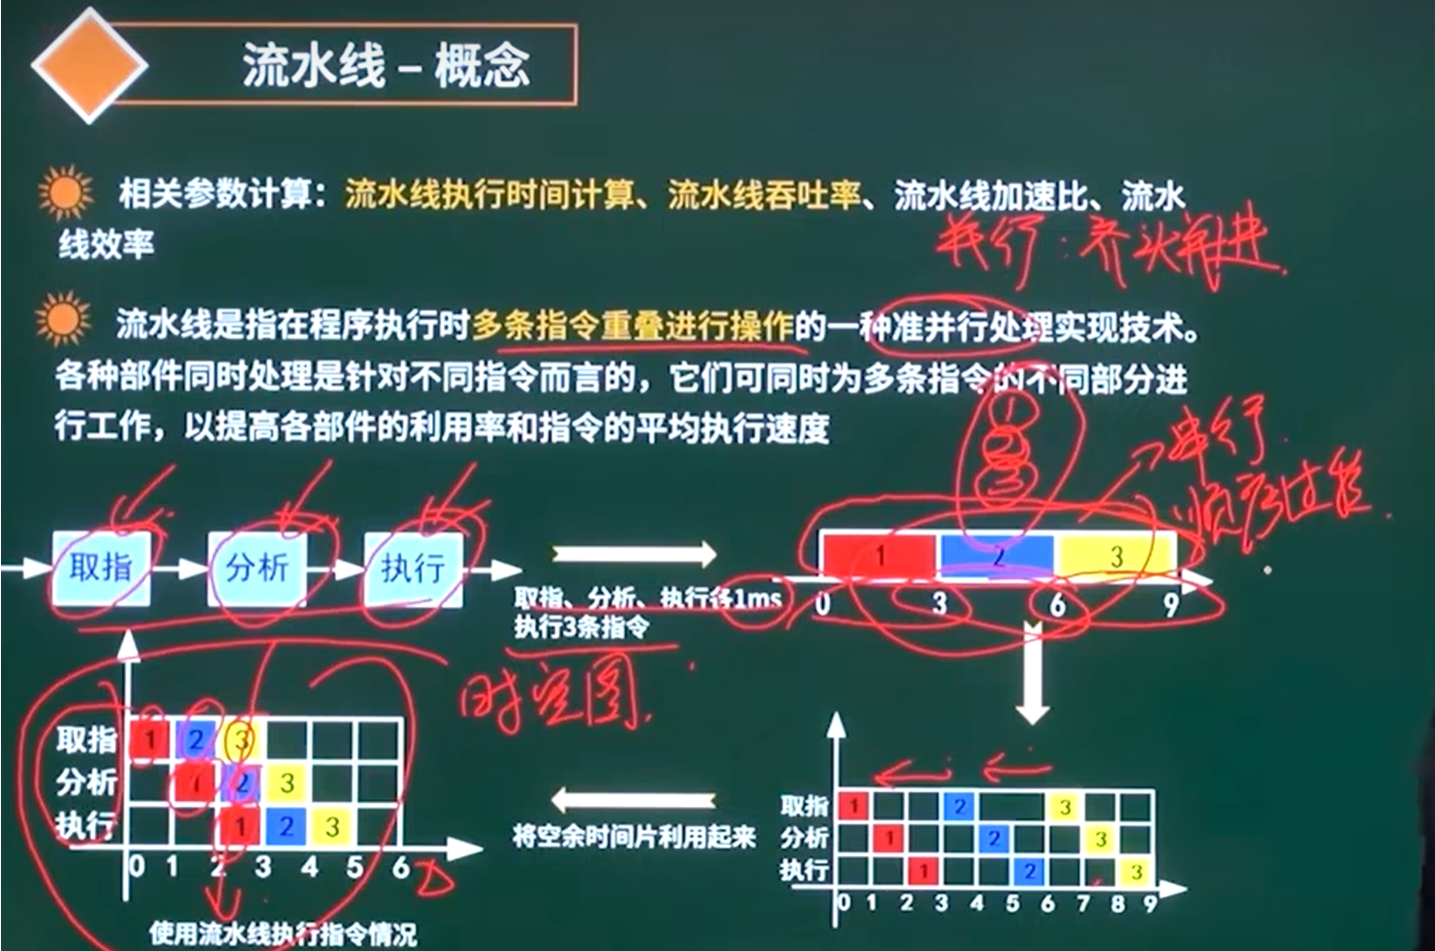 流水线 – 概念
相关参数计算：流水线执行时间计算、流水线吞吐率、流水线加速比、流水
线效率
并行：齐头并进.
流水线是指在程序执行时多条指令重叠进行操作的一种准并行处理实现技术。
各种部件同时处理是针对不同指令而言的，它们可同时为多条指令的不同部分进
行工作，以提高各部件的利用率和指令的平均执行速度
1
2
3
串行.
顺序过程.
取指 分析 执行
取指、分析、执行各1ms
执行3条指令
1 2 3
0 3 6 9
时空图.
取指 1 2 3
分析 1 2 3
执行 1 2 3
0 1 2 3 4 5 6
使用流水线执行指令情况
将空余时间片利用起来
取指 1 2 3
分析 1 2 3
执行 1 2 3
0 1 2 3 4 5 6 7 8 9